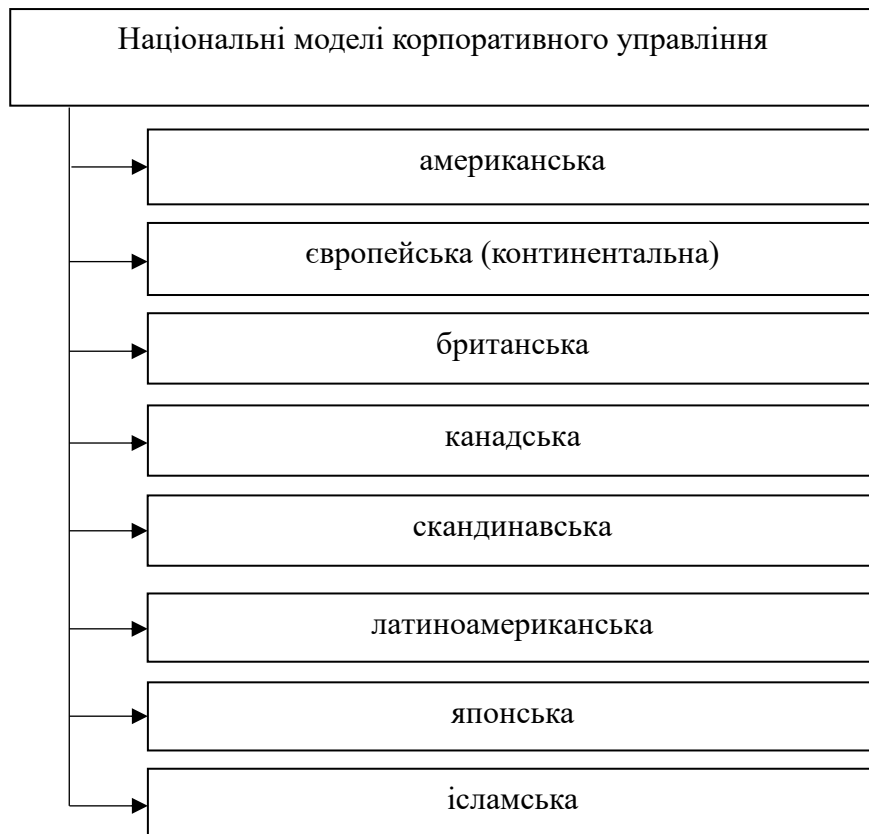 Національні моделі корпоративного управління
американська
європейська (континентальна)
британська
канадська
скандинавська
латиноамериканська
японська
ісламська